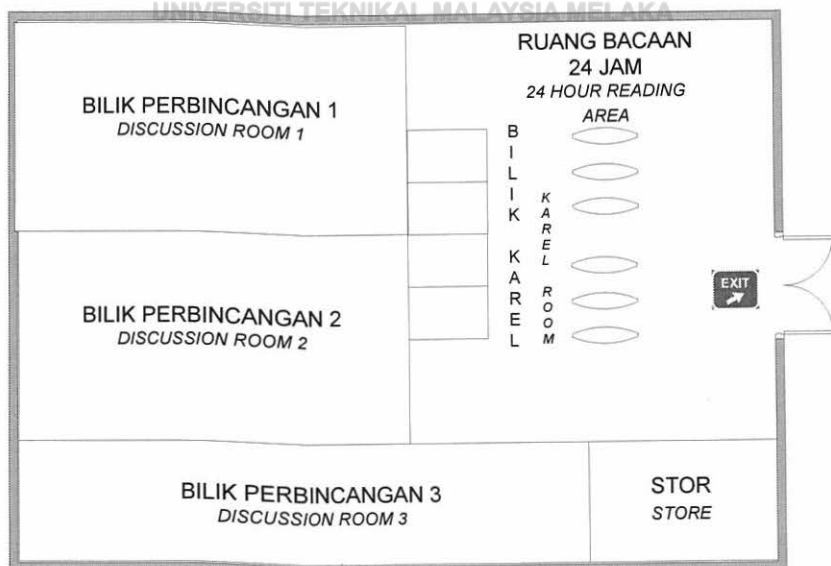 UNIVERSITI TEKNIKAL MALAYSIA MELAKA
BILIK PERBINCANGAN 1
DISCUSSION ROOM 1
RUANG BACAAN
24 JAM
24 HOUR READING
AREA
BILIK KAREL
KAREL ROOM
EXIT
BILIK PERBINCANGAN 2
DISCUSSION ROOM 2
BILIK PERBINCANGAN 3
DISCUSSION ROOM 3
STOR
STORE